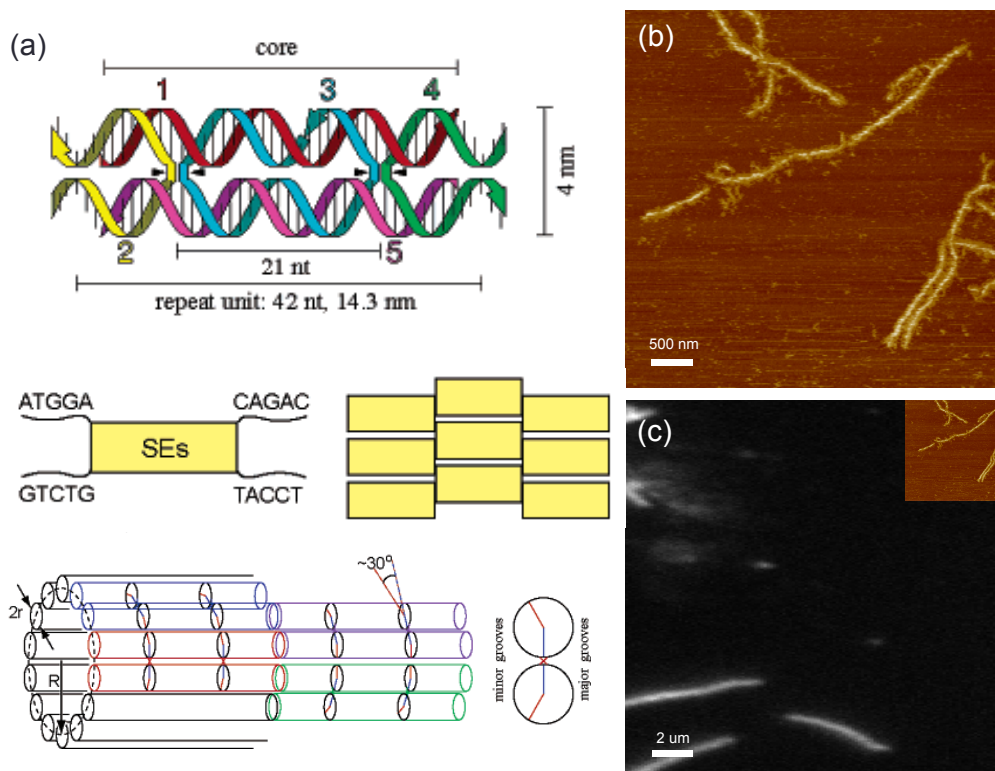 (a)
core
1
3
4
4 nm
2
5
21 nt
repeat unit: 42 nt, 14.3 nm
ATGGA
CAGAC
SEs
GTCTG
TACCT
~30°
2r
R
minor grooves
major grooves
(b)
500 nm
(c)
2 um